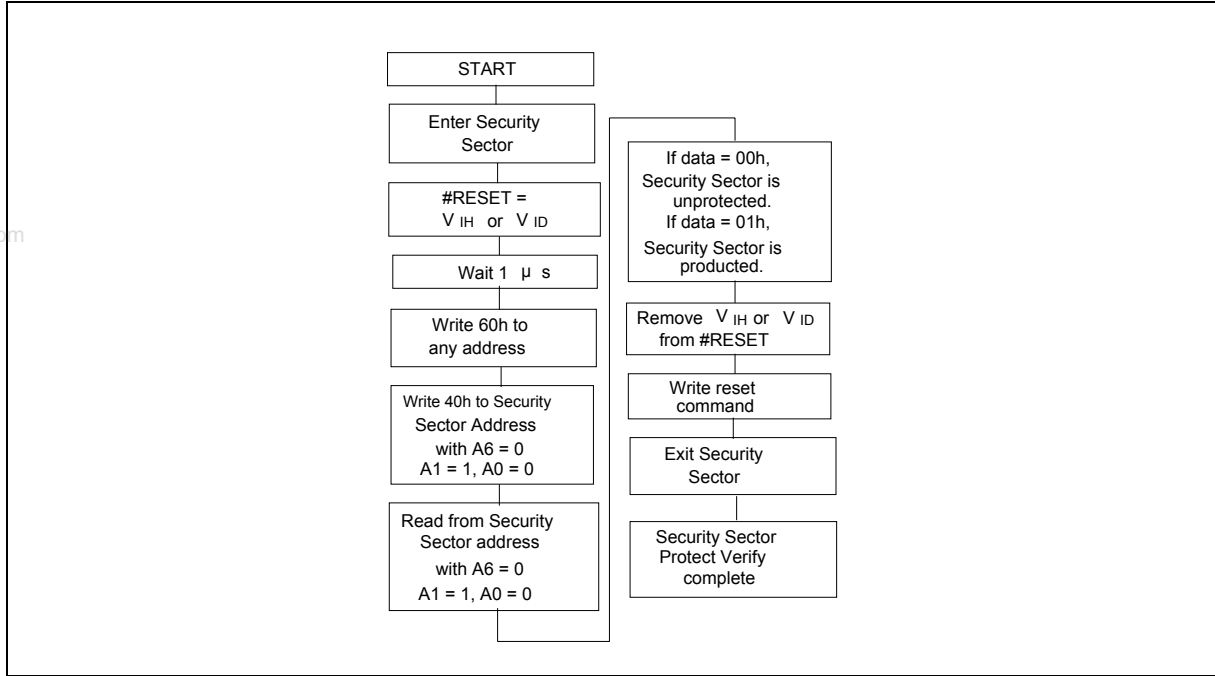 START
Enter Security
Sector
#RESET =
V IH or V ID
Wait 1 µ s
Write 60h to
any address
Write 40h to Security
Sector Address
with A6 = 0
A1 = 1, A0 = 0
Read from Security
Sector address
with A6 = 0
A1 = 1, A0 = 0
If data = 00h,
Security Sector is
unprotected.
If data = 01h,
Security Sector is
producted.
Remove V IH or V ID
from #RESET
Write reset
command
Exit Security
Sector
Security Sector
Protect Verify
complete
om